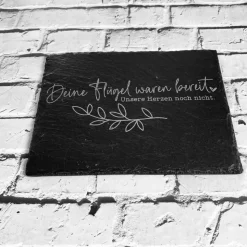 Deine Flügel waren bereit
Unsere Herzen noch nicht.